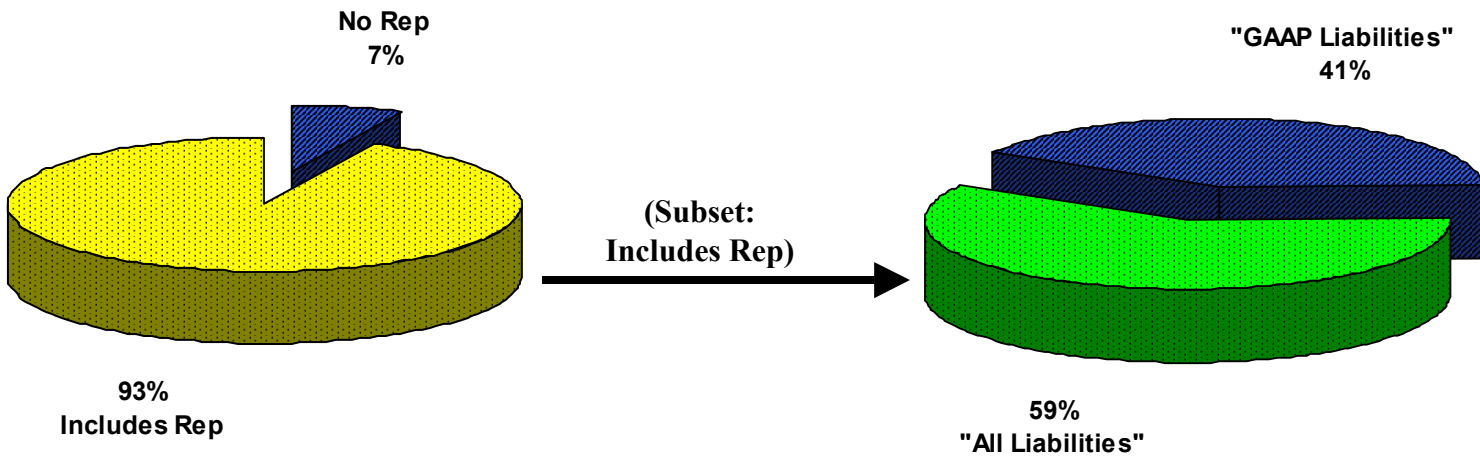 No Rep
7%
93%
Includes Rep
(Subset:
Includes Rep)
"GAAP Liabilities"
41%
59%
"All Liabilities"